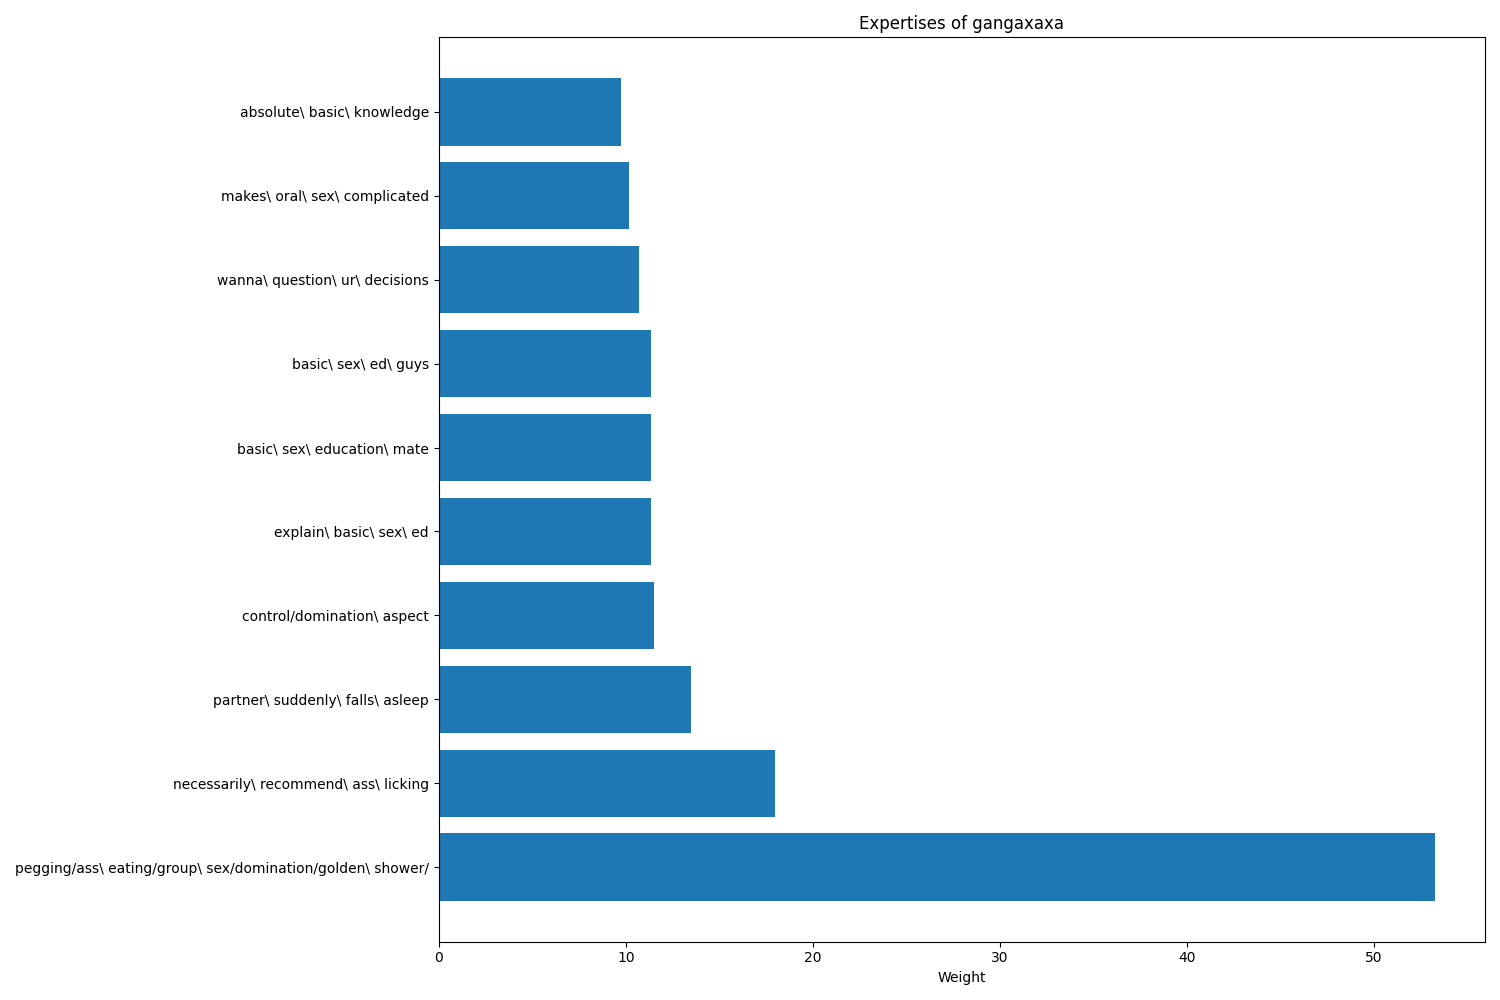 Expertises of gangaxaxa
absolute\ basic\ knowledge
makes\ oral\ sex\ complicated
wanna\ question\ ur\ decisions
basic\ sex\ ed\ guys
basic\ sex\ education\ mate
explain\ basic\ sex\ ed
control/domination\ aspect
partner\ suddenly\ falls\ asleep
necessarily\ recommend\ ass\ licking
pegging/ass\ eating/group\ sex/domination/golden\ shower/
0 10 20 30 40 50
Weight